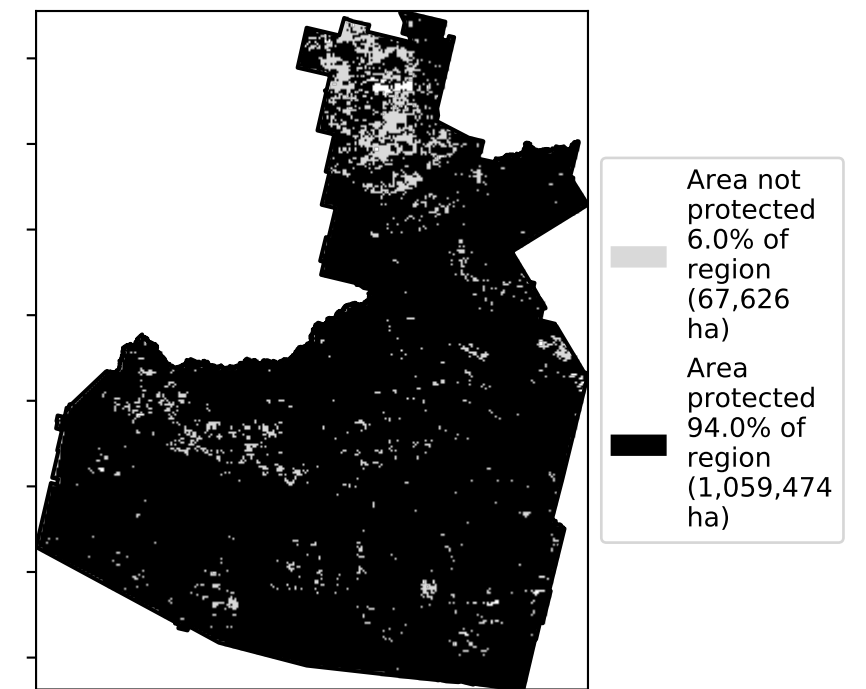 Area not
protected
6.0% of
region
(67,626
ha)
Area
protected
94.0% of
region
(1,059,474
ha)